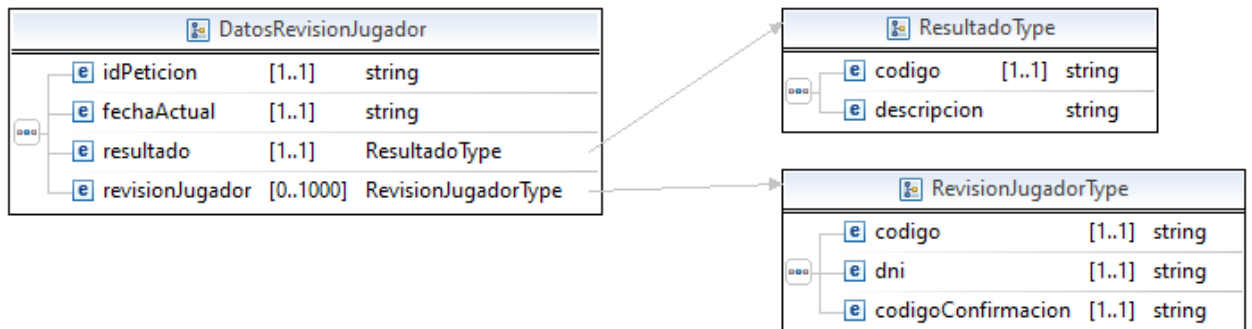 DatosRevisionJugador
e idPeticion [1..1] string
e fechaActual [1..1] string
e resultado [1..1] ResultadoType
e revisionJugador [0..1000] RevisionJugadorType
ResultadoType
e codigo [1..1] string
e descripcion string
RevisionJugadorType
e codigo [1..1] string
e dni [1..1] string
e codigoConfirmacion [1..1] string